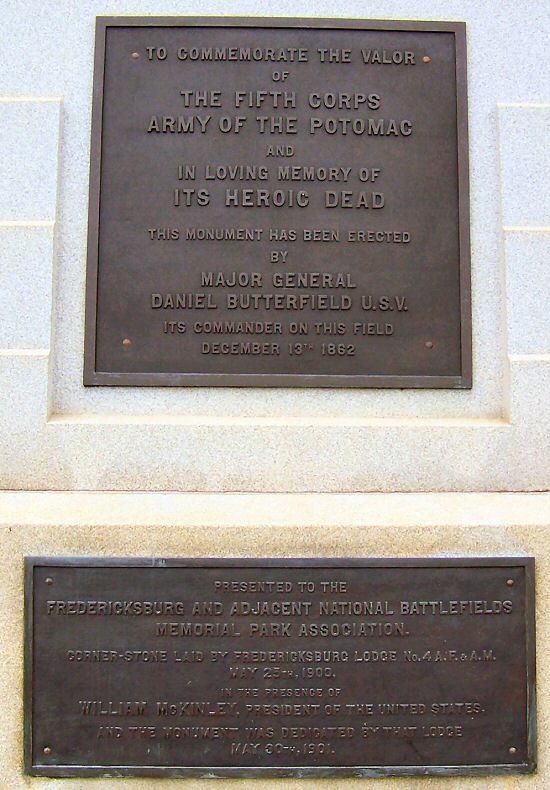 TO COMMEMORATE THE VALOR
OF
THE FIFTH CORPS
ARMY OF THE POTOMAC
AND
IN LOVING MEMORY OF
ITS HEROIC DEAD
THIS MONUMENT HAS BEEN ERECTED
BY
MAJOR GENERAL
DANIEL BUTTERFIELD U.S.V.
ITS COMMANDER ON THIS FIELD
DECEMBER 13TH 1862
PRESENTED TO THE
FREDERICKSBURG AND ADJACENT NATIONAL BATTLEFIELDS
MEMORIAL PARK ASSOCIATION.
CORNER-STONE LAID BY FREDERICKSBURG LODGE No. 4 A.F. & A.M.
MAY 25TH, 1900.
IN THE PRESENCE OF
WILLIAM McKINLEY, PRESIDENT OF THE UNITED STATES.
AND THE MONUMENT WAS DEDICATED BY THAT LODGE
MAY 30TH, 1901.